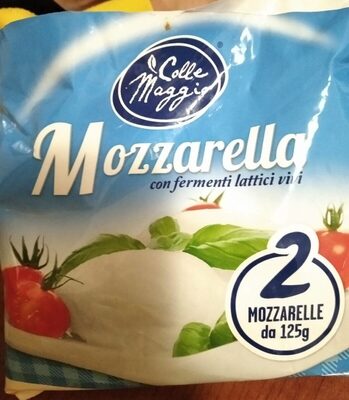 Colle
Maggio
Mozzarella
con fermenti lattici vivi
2
MOZZARELLE
da 125g